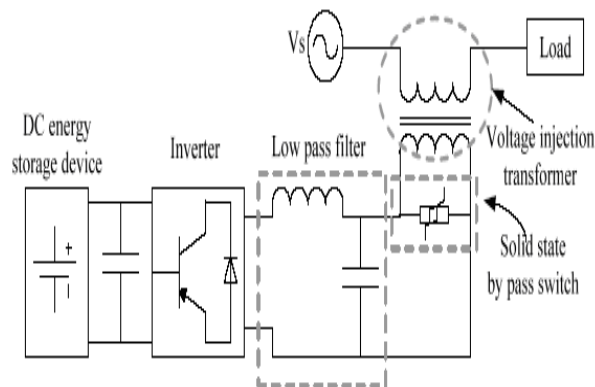 Vs
Load
DC energy
storage device
Inverter
Low pass filter
Voltage injection
transformer
Solid state
by pass switch
+